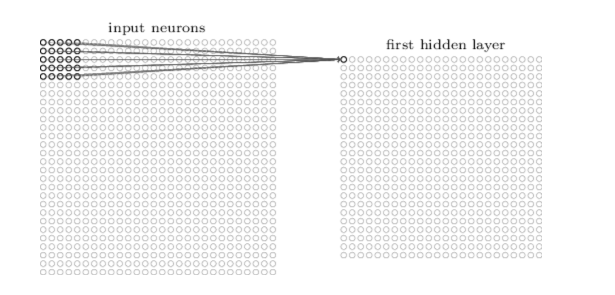 input neurons
first hidden layer